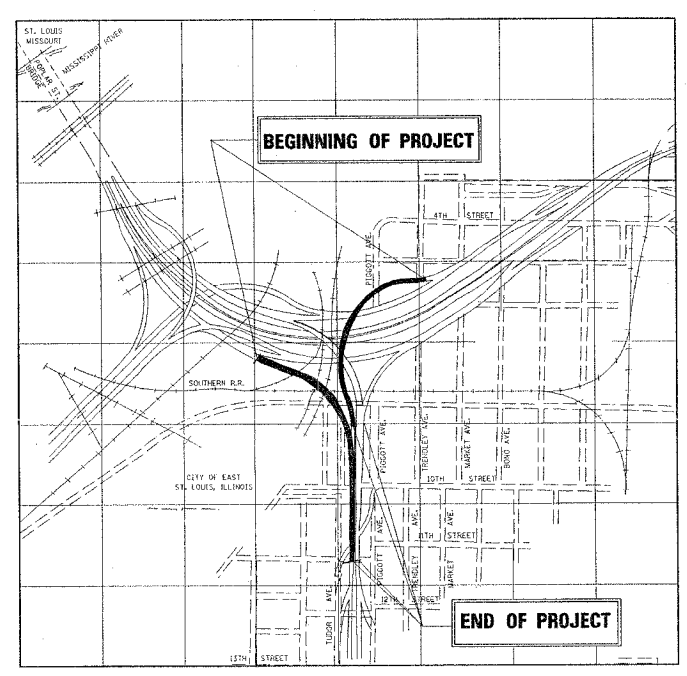 ST. LOUIS
MISSOURI
MISSISSIPPI RIVER
POPLAR ST.
BRIDGE
BEGINNING OF PROJECT
4TH STREET
PIGGOTT AVE.
SOUTHERN R.R.
PIGGOTT AVE.
TRENDLEY AVE.
MARKET AVE.
BOND AVE.
CITY OF EAST
ST. LOUIS, ILLINOIS
10TH STREET
PIGGOTT AVE.
TRENDLEY AVE.
MARKET AVE.
11TH STREET
12TH STREET
TUDOR AVE.
END OF PROJECT
13TH STREET